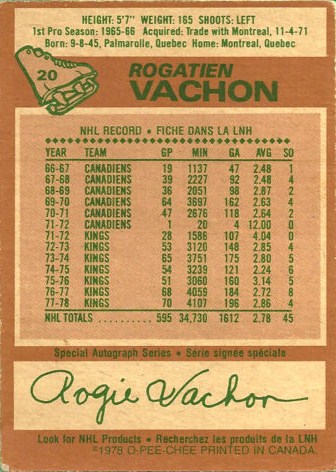 HEIGHT: 5'7" WEIGHT: 165 SHOOTS: LEFT
1st Pro Season: 1965-66 Acquired: Trade with Montreal, 11-4-71
Born: 9-8-45, Palmarolle, Quebec Home: Montreal, Quebec
20
ROGATIEN
VACHON
NHL RECORD • FICHE DANS LA LNH
YEAR TEAM GP MIN GA AVG SO
66-67 CANADIENS 19 1137 47 2.48 1
67-68 CANADIENS 39 2227 92 2.48 4
68-69 CANADIENS 36 2051 98 2.87 2
69-70 CANADIENS 64 3697 162 2.63 4
70-71 CANADIENS 47 2676 118 2.64 2
71-72 CANADIENS 1 20 4 12.00 0
71-72 KINGS 28 1586 107 4.04 0
72-73 KINGS 53 3120 148 2.85 4
73-74 KINGS 65 3751 175 2.80 5
74-75 KINGS 54 3239 121 2.24 6
75-76 KINGS 51 3060 160 3.14 5
76-77 KINGS 68 4059 184 2.72 8
77-78 KINGS 70 4107 196 2.86 4
NHL TOTALS 595 34,730 1612 2.78 45
Special Autograph Series • Série signée spéciale
Rogie Vachon
Look for NHL Products • Recherchez les produits de la LNH
©1978 O-PEE-CHEE PRINTED IN CANADA.